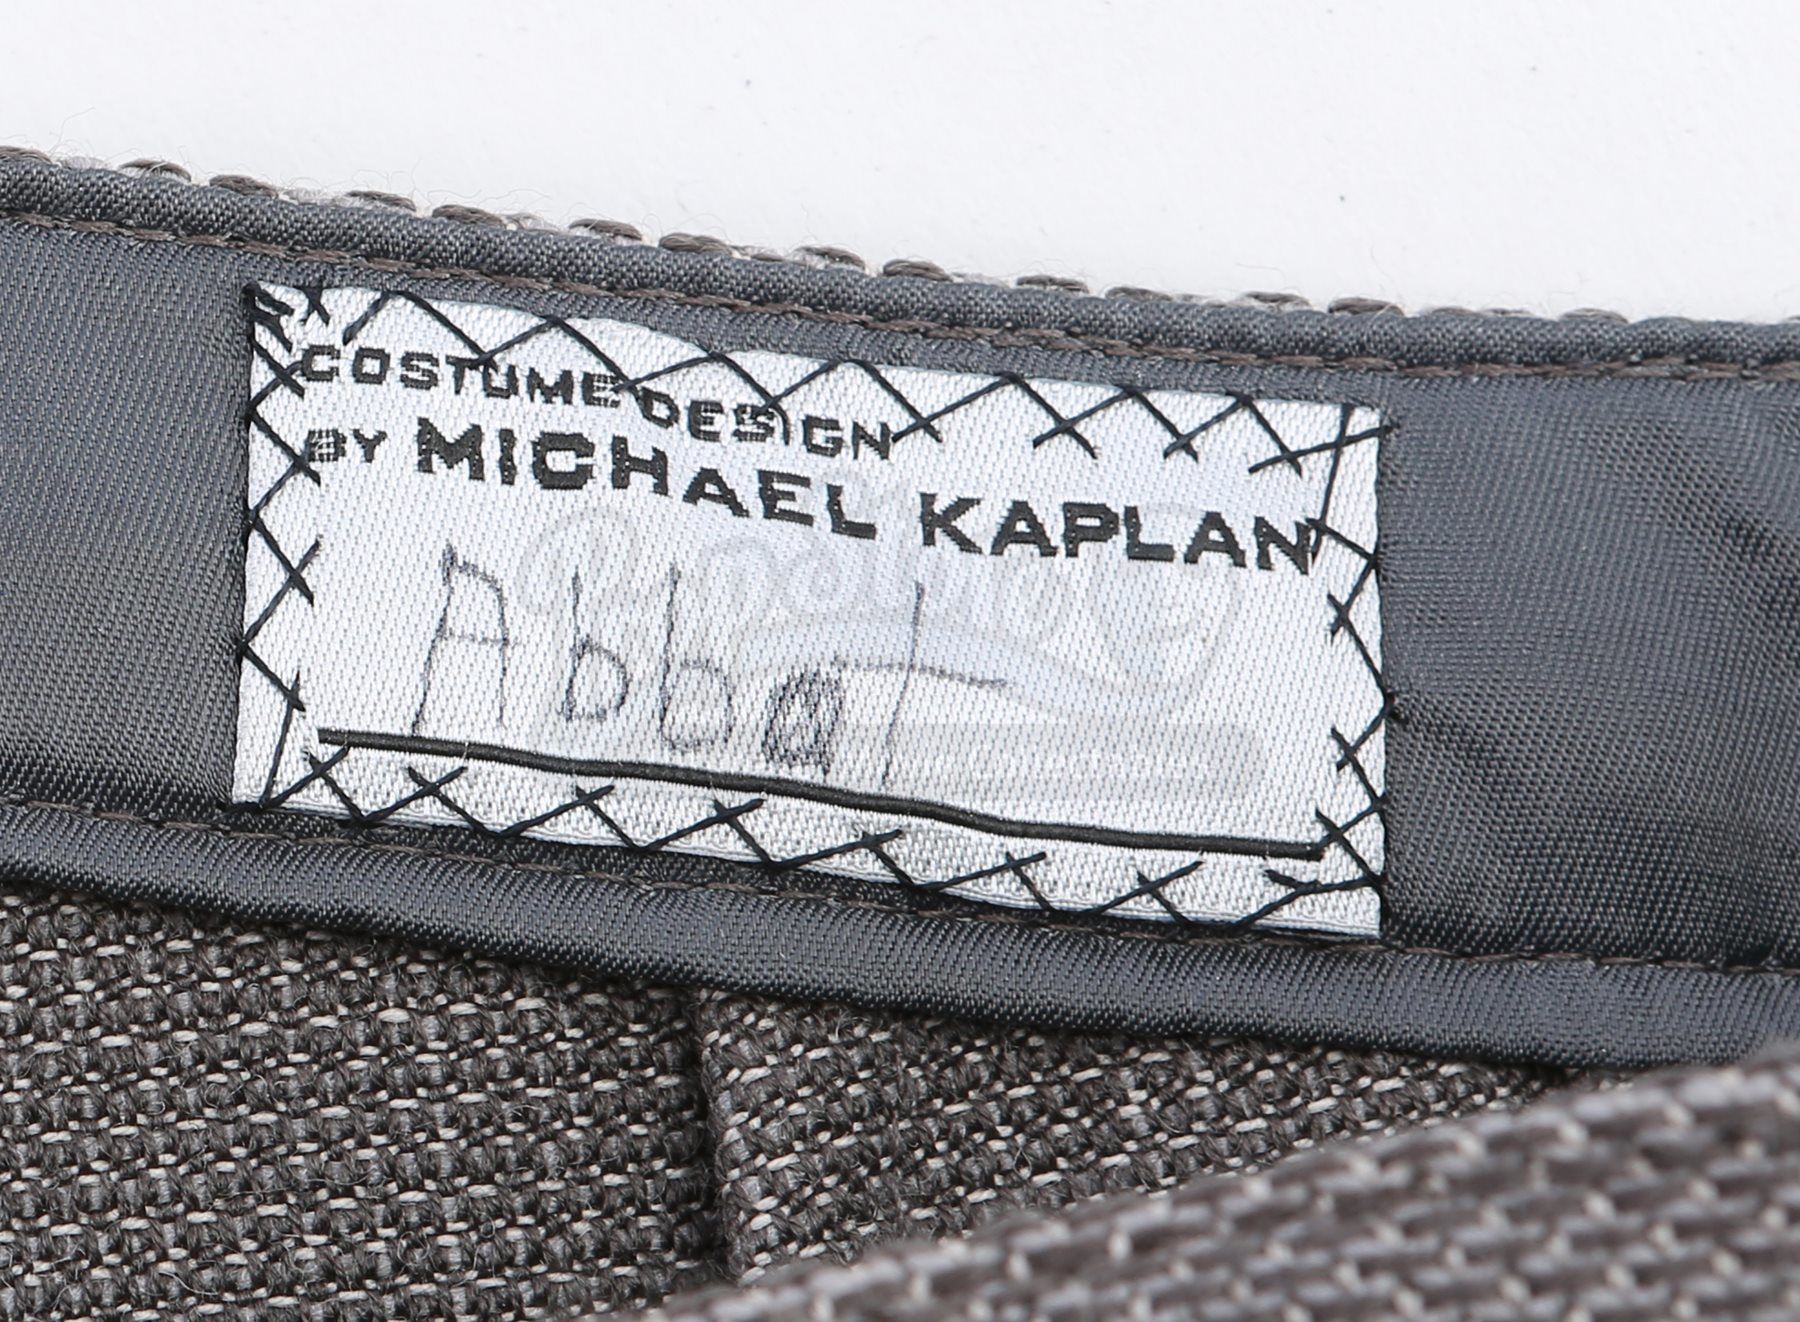 COSTUME DESIGN
BY MICHAEL KAPLAN
Abbot